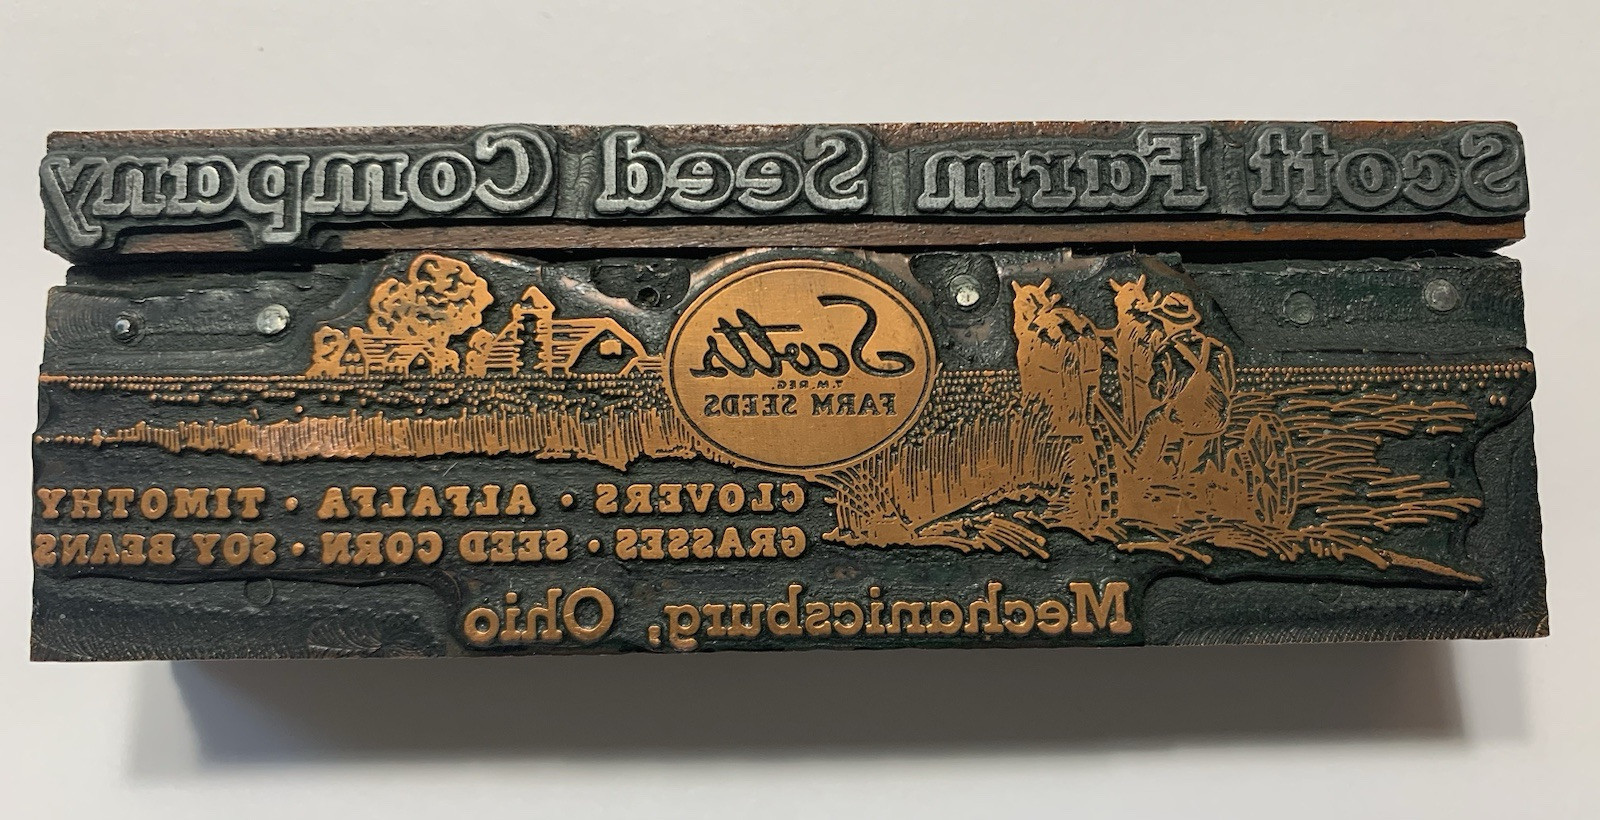 Scott Farm Seed Company
Scotts
T.M. REG.
FARM SEEDS
CLOVERS • ALFALFA • TIMOTHY
GRASSES • SEED CORN • SOY BEANS
Mechanicsburg, Ohio